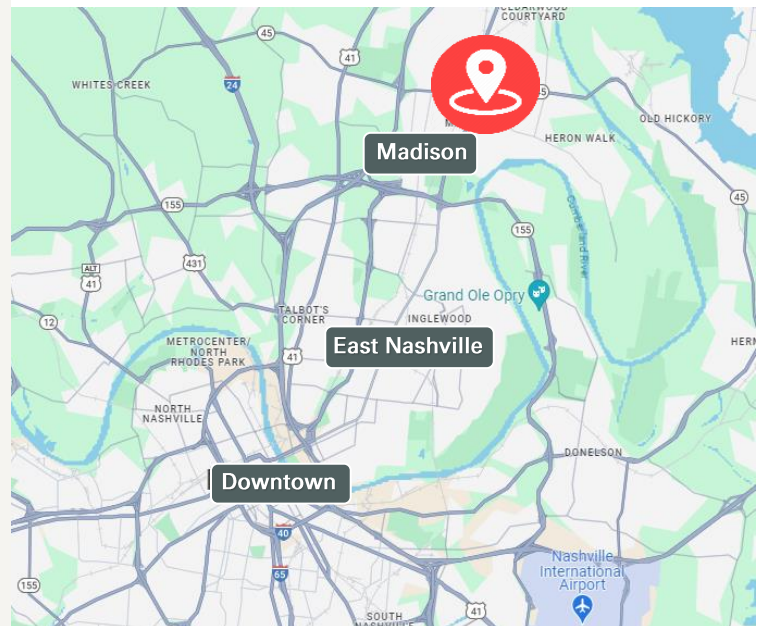 CEDARWOOD
COURTYARD
45
41
24
WHITES CREEK
45
OLD HICKORY
HERON WALK
Madison
155
45
155
Cumberland
River
431
ALT
41
Grand Ole Opry
TALBOT'S
CORNER
INGLEWOOD
12
METROCENTER/
NORTH
RHODES PARK
41
East Nashville
HERM
NORTH
NASHVILLE
DONELSON
Downtown
40
Nashville
International
Airport
65
155
41
SOUTH
NASHVILLE